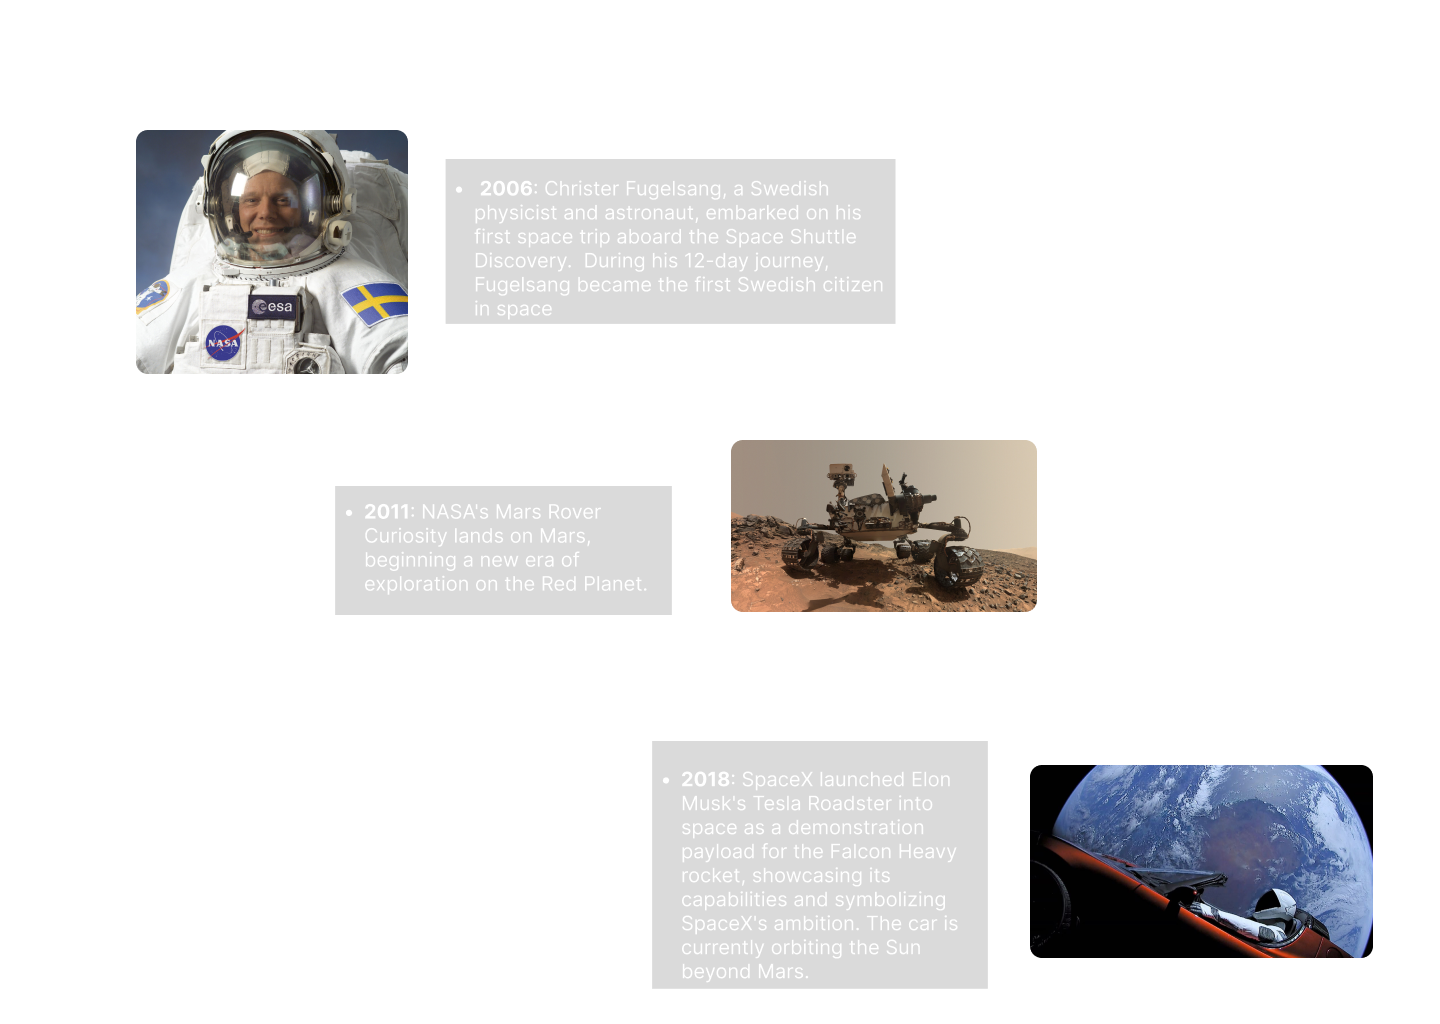 esa
NASA
• 2006: Christer Fugelsang, a Swedish
physicist and astronaut, embarked on his
first space trip aboard the Space Shuttle
Discovery.  During his 12-day journey,
Fugelsang became the first Swedish citizen
in space
• 2011: NASA's Mars Rover
Curiosity lands on Mars,
beginning a new era of
exploration on the Red Planet.
• 2018: SpaceX launched Elon
Musk's Tesla Roadster into
space as a demonstration
payload for the Falcon Heavy
rocket, showcasing its
capabilities and symbolizing
SpaceX's ambition. The car is
currently orbiting the Sun
beyond Mars.